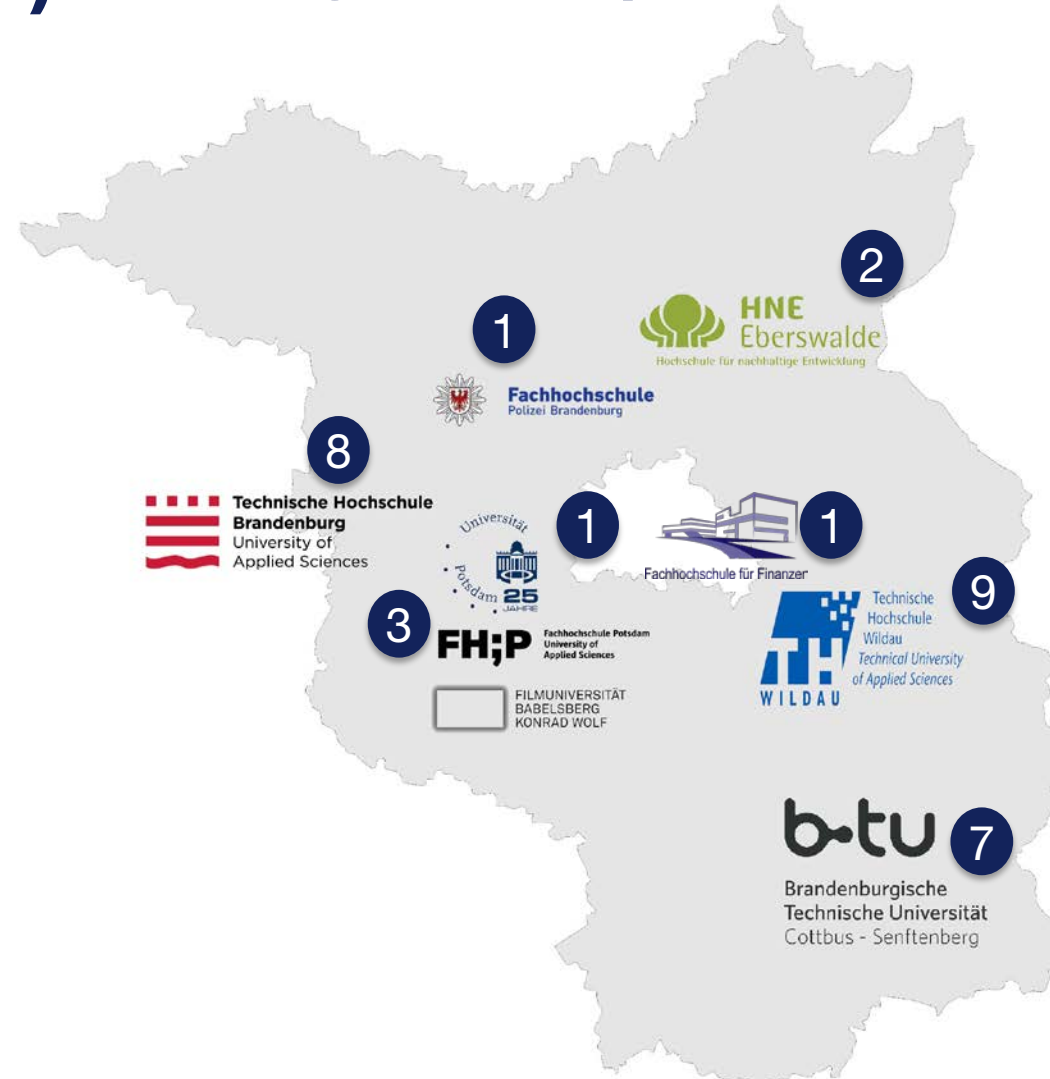 2
HNE
Eberswalde
Hochschule für nachhaltige Entwicklung
1
Fachhochschule
Polizei Brandenburg
8
Technische Hochschule
Brandenburg
University of
Applied Sciences
Universität
Potsdam
25
JAHRE
1
Fachhochschule für Finanzen
1
3
FH;P
Fachhochschule Potsdam
University of
Applied Sciences
FILMUNIVERSITÄT
BABELSBERG
KONRAD WOLF
9
Technische
Hochschule
Wildau
Technical University
of Applied Sciences
TH
WILDAU
b-tu
7
Brandenburgische
Technische Universität
Cottbus - Senftenberg